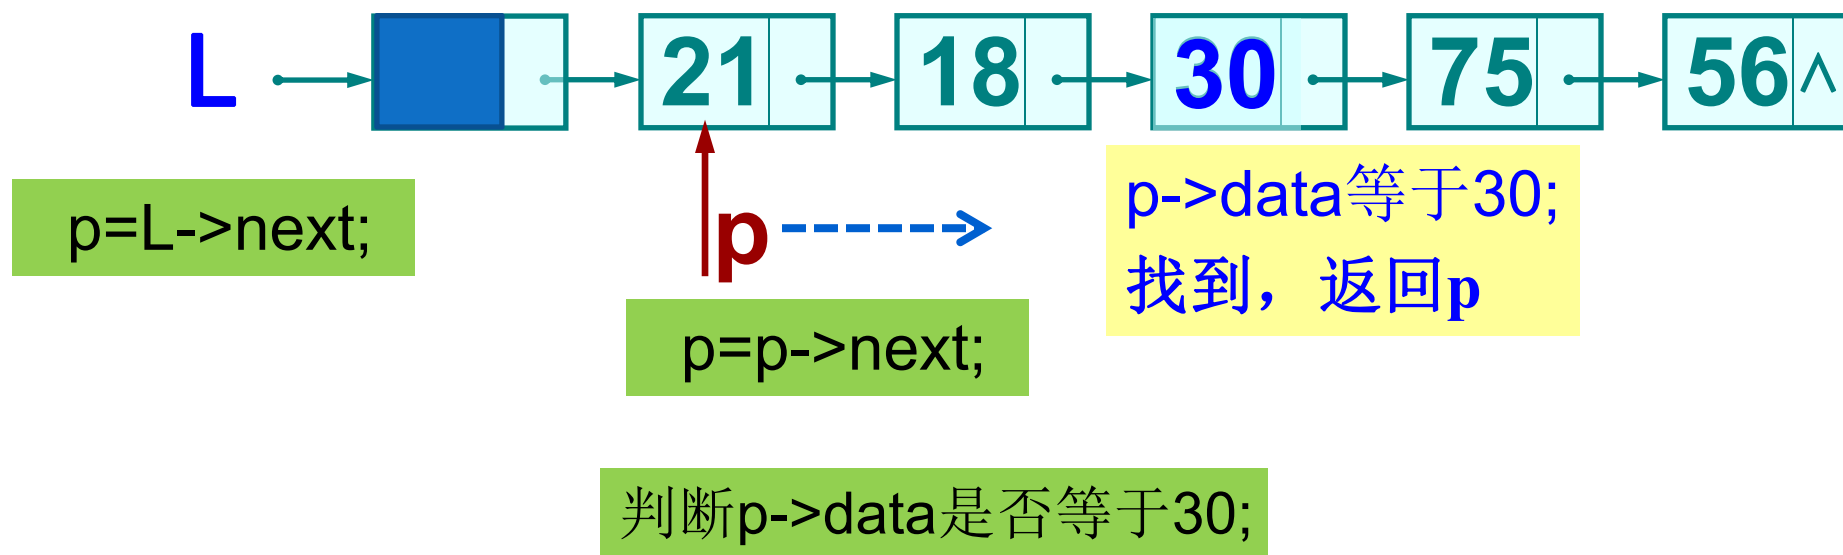 L 21 18 30 75 56 ∧
p=L->next;
p
p->data等于30;
找到，返回p
p=p->next;
判断p->data是否等于30;